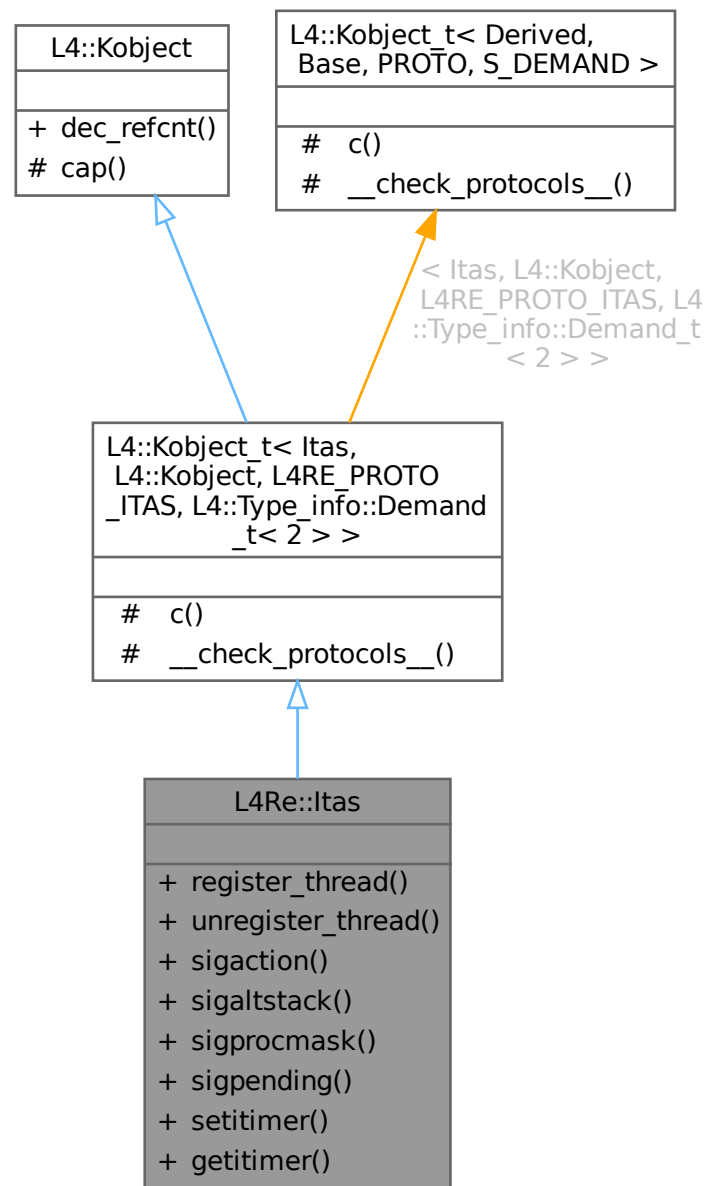 L4::Kobject
+ dec_refcnt()
# cap()
L4::Kobject_t< Derived,
Base, PROTO, S_DEMAND >
# c()
# __check_protocols__()
< Itas, L4::Kobject,
L4RE_PROTO_ITAS, L4
::Type_info::Demand_t
< 2 > >
L4::Kobject_t< Itas,
L4::Kobject, L4RE_PROTO
_ITAS, L4::Type_info::Demand
_t< 2 > >
# c()
# __check_protocols__()
L4Re::Itas
+ register_thread()
+ unregister_thread()
+ sigaction()
+ sigaltstack()
+ sigprocmask()
+ sigpending()
+ setitimer()
+ getitimer()